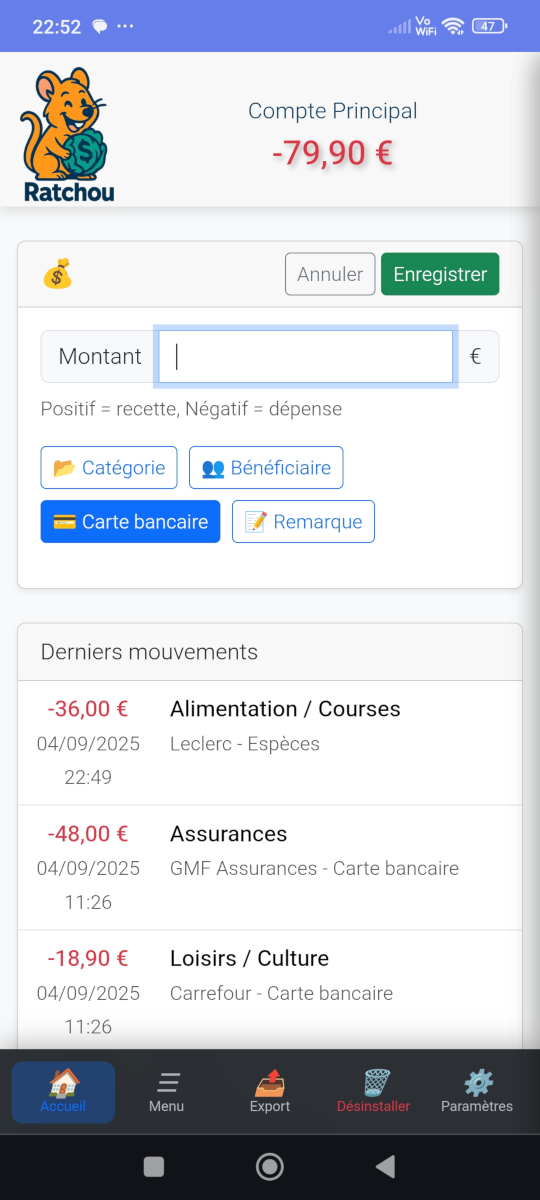 22:52
Vo
WiFi
47
Compte Principal
-79,90 €
$
Ratchou
$
Annuler
Enregistrer
Montant
€
Positif = recette, Négatif = dépense
Catégorie
Bénéficiaire
Carte bancaire
Remarque
Derniers mouvements
-36,00 €
Alimentation / Courses
04/09/2025
Leclerc - Espèces
22:49
-48,00 €
Assurances
04/09/2025
GMF Assurances - Carte bancaire
11:26
-18,90 €
Loisirs / Culture
04/09/2025
Carrefour - Carte bancaire
11:26
Accueil
Menu
Export
Désinstaller
Paramètres